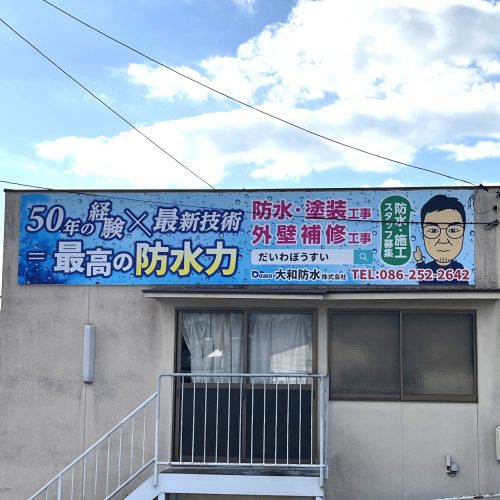 50年の経験×最新技術
＝最高の防水力
防水・塗装工事
外壁補修工事
だいわぼうすい
Daiwa 大和防水株式会社
防水・施工
スタッフ募集
TEL:086-252-2642